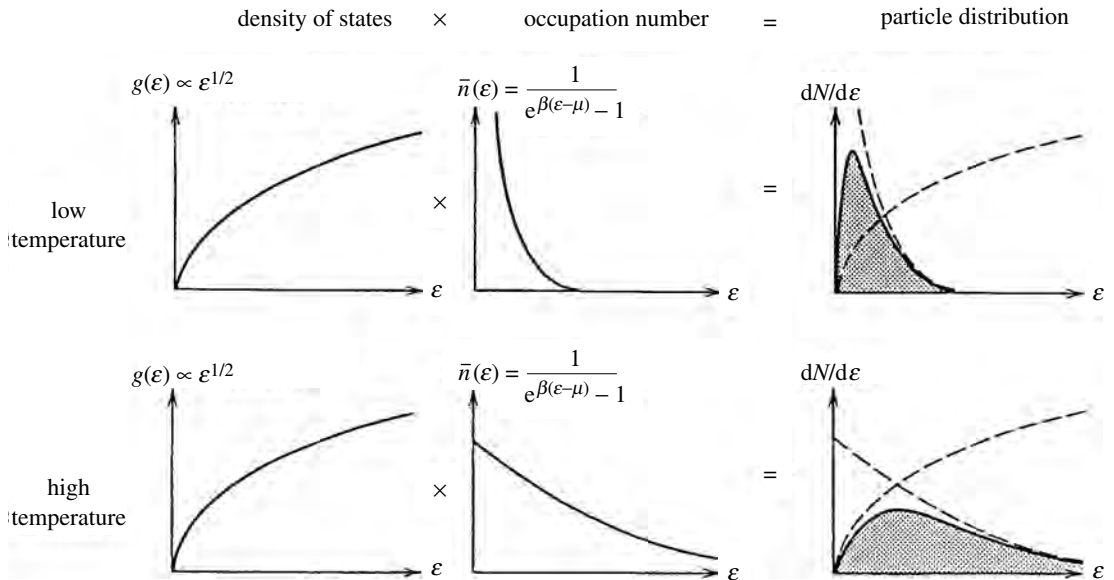 density of states × occupation number = particle distribution
g(ε) ∝ ε^{1/2}
n̄(ε) = 1 / (e^{β(ε−μ)} − 1)
dN/dε
low
temperature
×
=
ε
ε
ε
g(ε) ∝ ε^{1/2}
n̄(ε) = 1 / (e^{β(ε−μ)} − 1)
dN/dε
high
temperature
×
=
ε
ε
ε